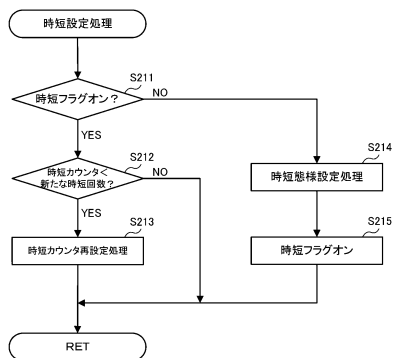 時短設定処理
S211
時短フラグオン？
NO
YES
S212
時短カウンタ＜
新たな時短回数？
NO
YES
S213
時短カウンタ再設定処理
S214
時短態様設定処理
S215
時短フラグオン
RET